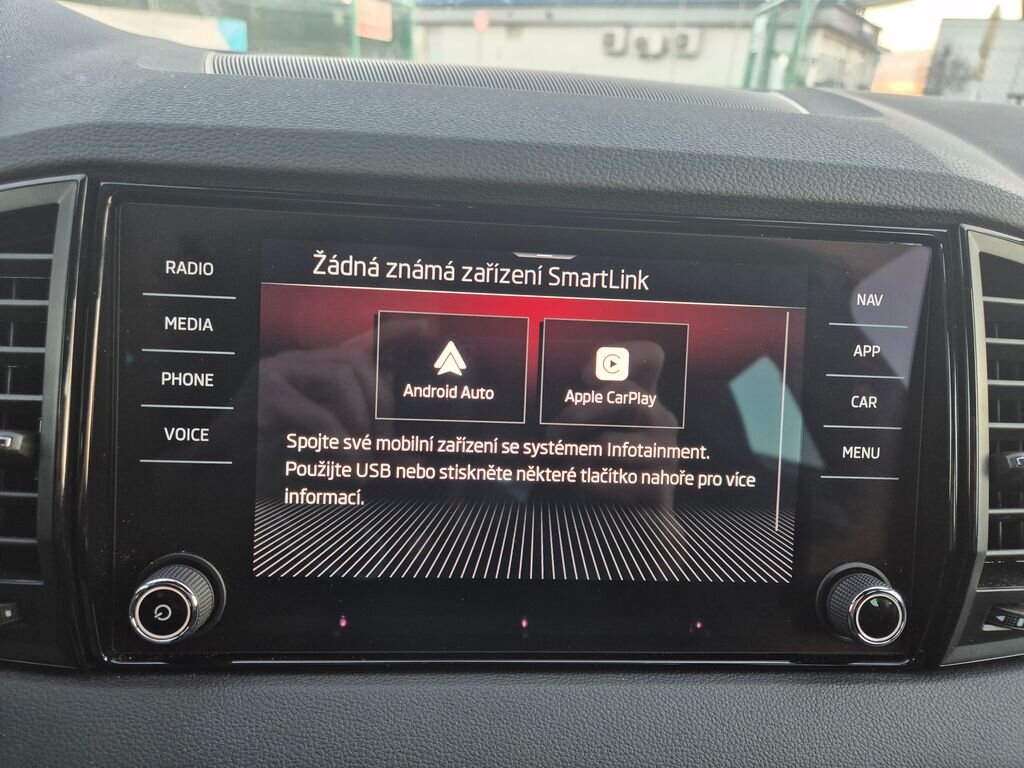 Žádná známá zařízení SmartLink
RADIO
MEDIA
PHONE
VOICE
Android Auto
Apple CarPlay
Spojte své mobilní zařízení se systémem Infotainment.
Použijte USB nebo stiskněte některé tlačítko nahoře pro více
informací.
NAV
APP
CAR
MENU